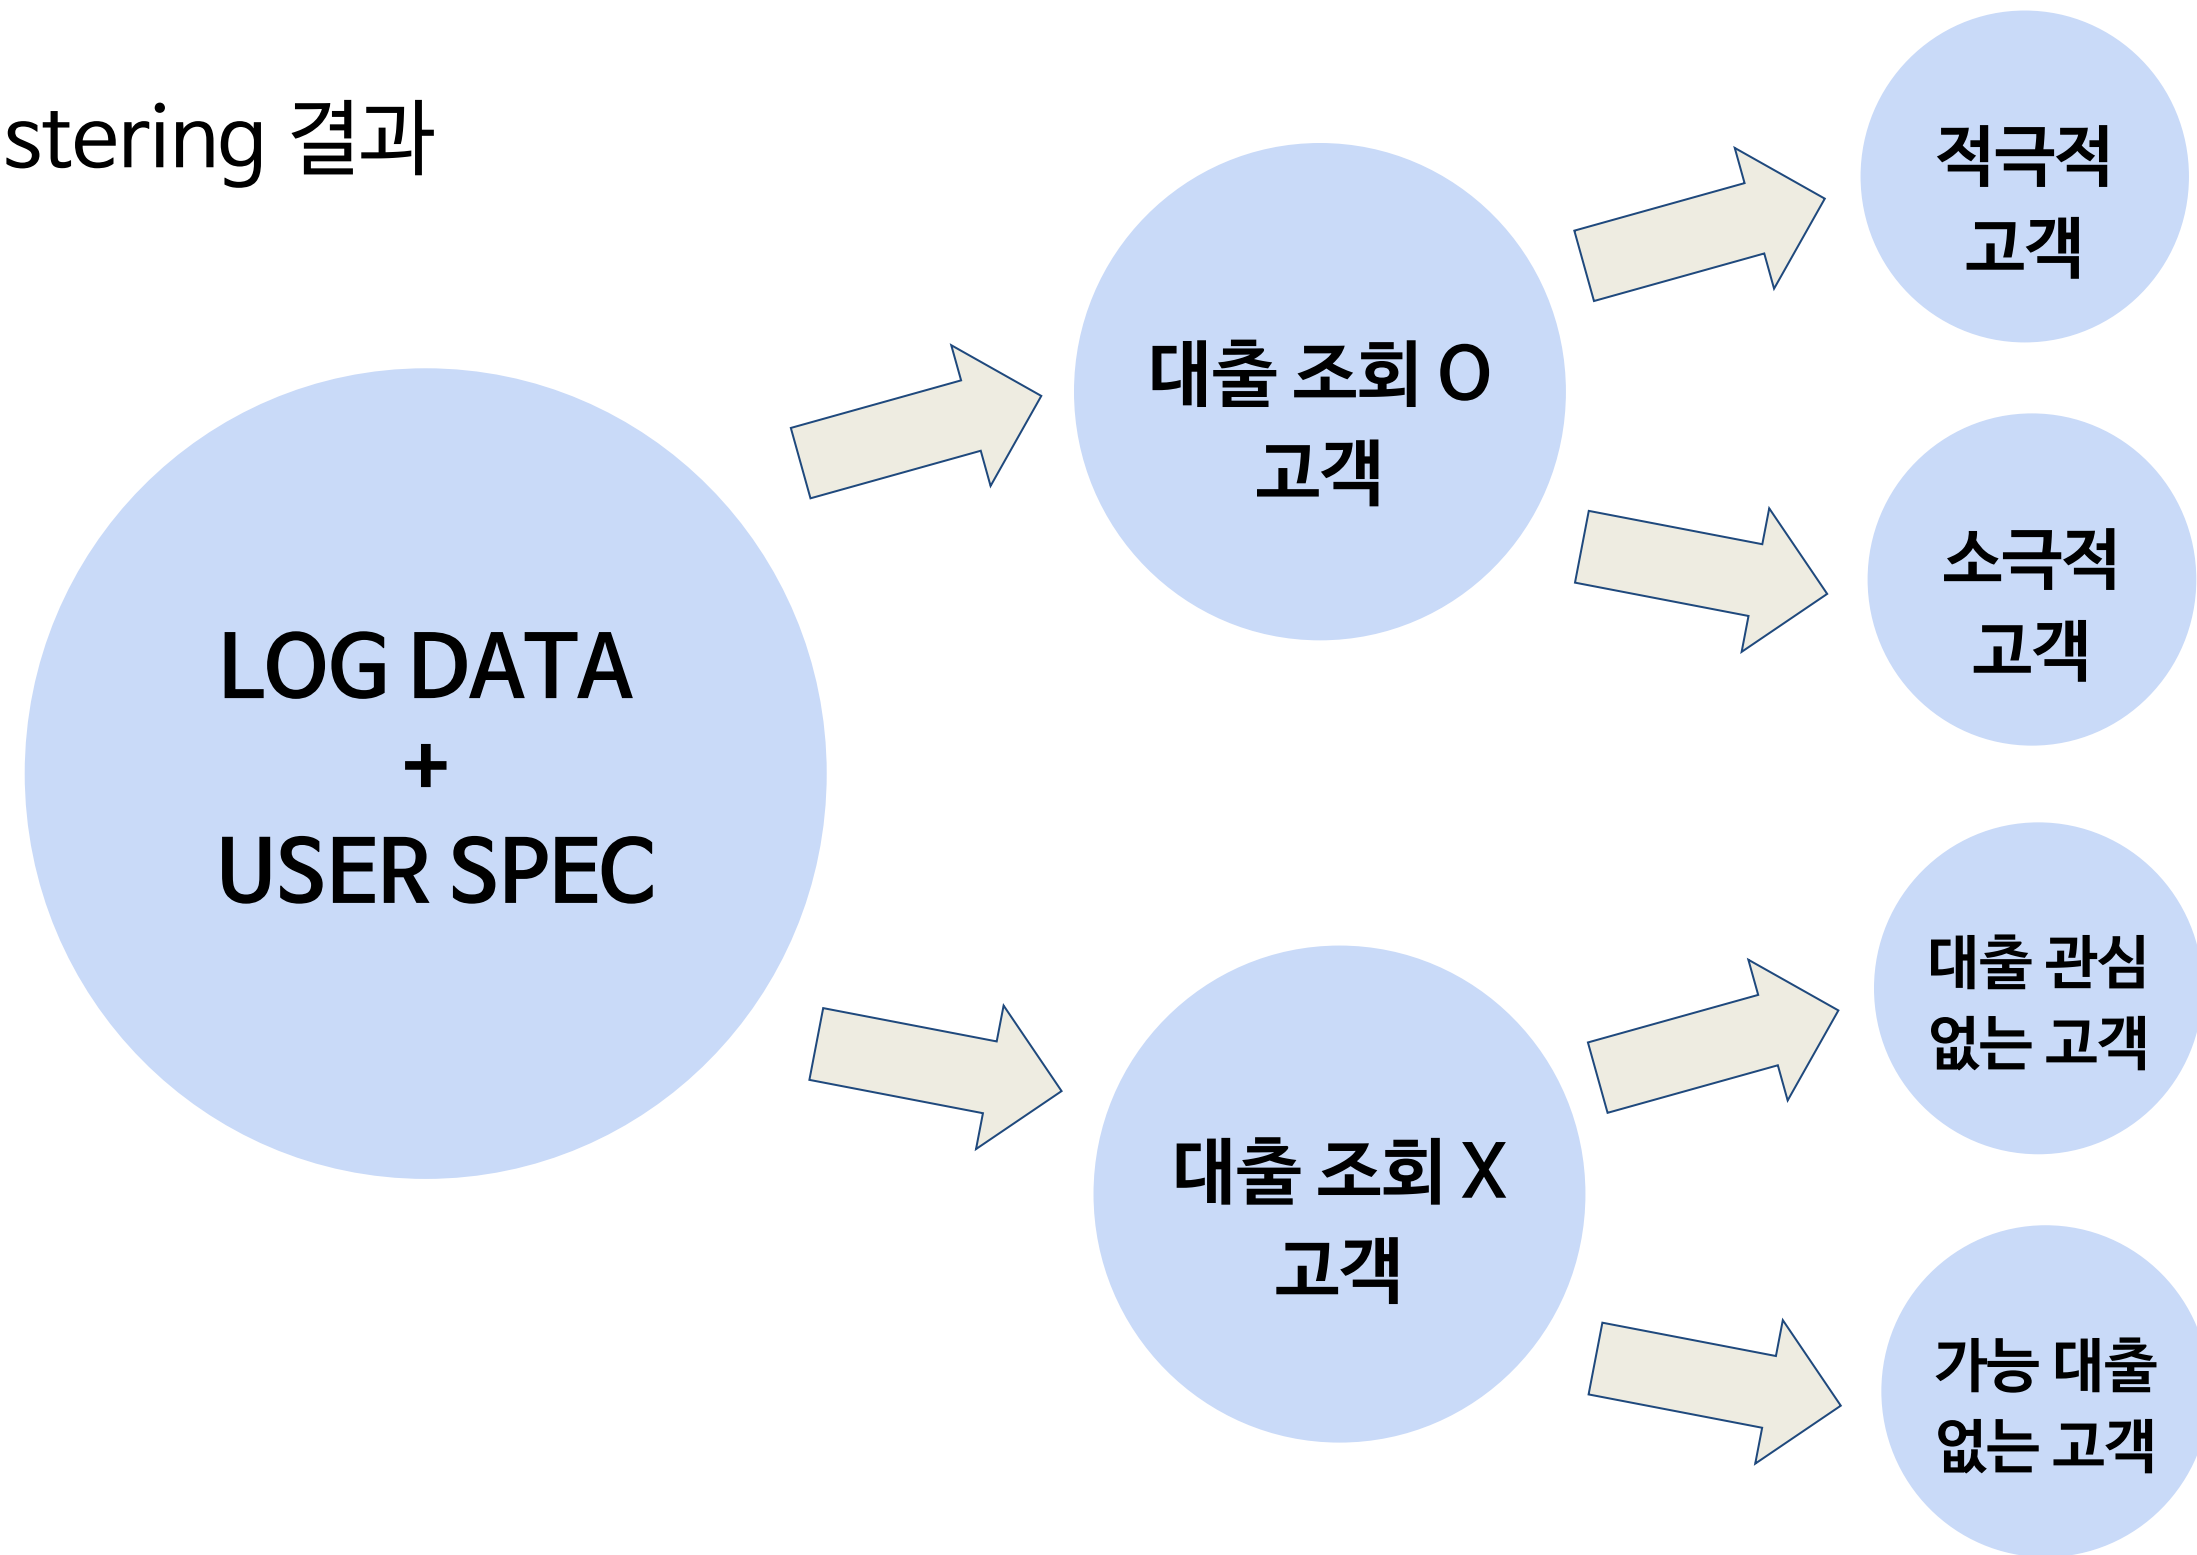 stering 결과
LOG DATA
+
USER SPEC
대출 조회 O
고객
대출 조회 X
고객
적극적
고객
소극적
고객
대출 관심
없는 고객
가능 대출
없는 고객